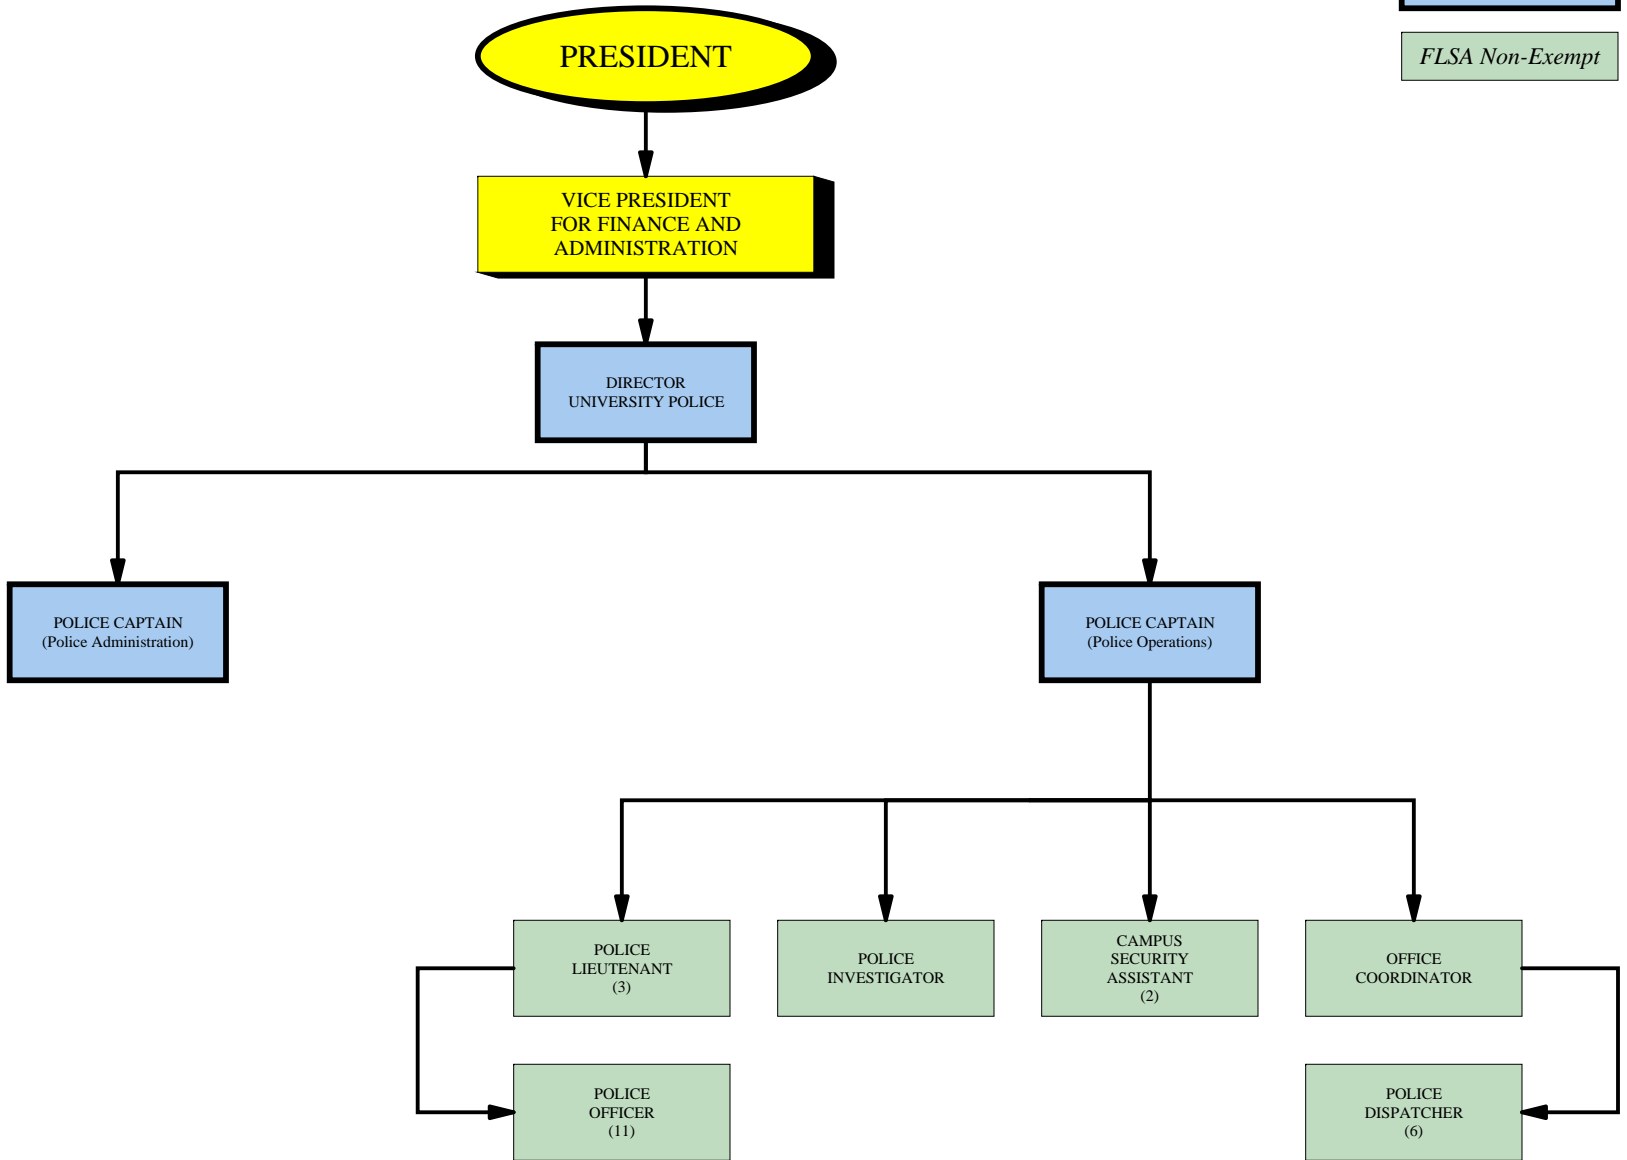 PRESIDENT
FLSA Non-Exempt
VICE PRESIDENT
FOR FINANCE AND
ADMINISTRATION
DIRECTOR
UNIVERSITY POLICE
POLICE CAPTAIN
(Police Administration)
POLICE CAPTAIN
(Police Operations)
POLICE
LIEUTENANT
(3)
POLICE
INVESTIGATOR
CAMPUS
SECURITY
ASSISTANT
(2)
OFFICE
COORDINATOR
POLICE
OFFICER
(11)
POLICE
DISPATCHER
(6)